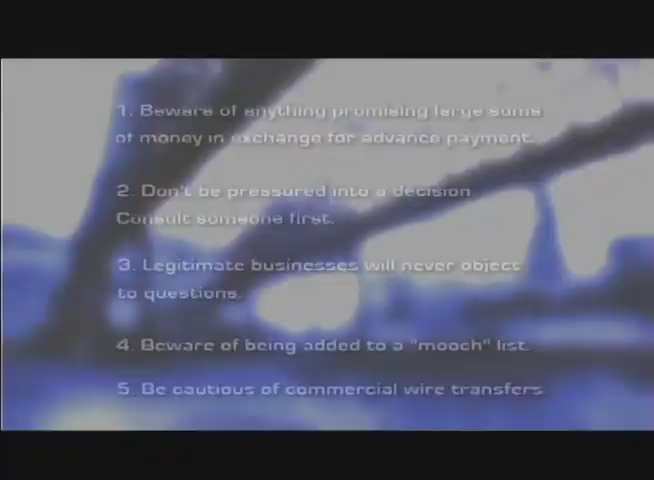 1. Beware of anything promising large sums
of money in exchange for advance payment.
2. Don't be pressured into a decision.
Consult someone first.
3. Legitimate businesses will never object
to questions.
4. Beware of being added to a "mooch" list.
5. Be cautious of commercial wire transfers.